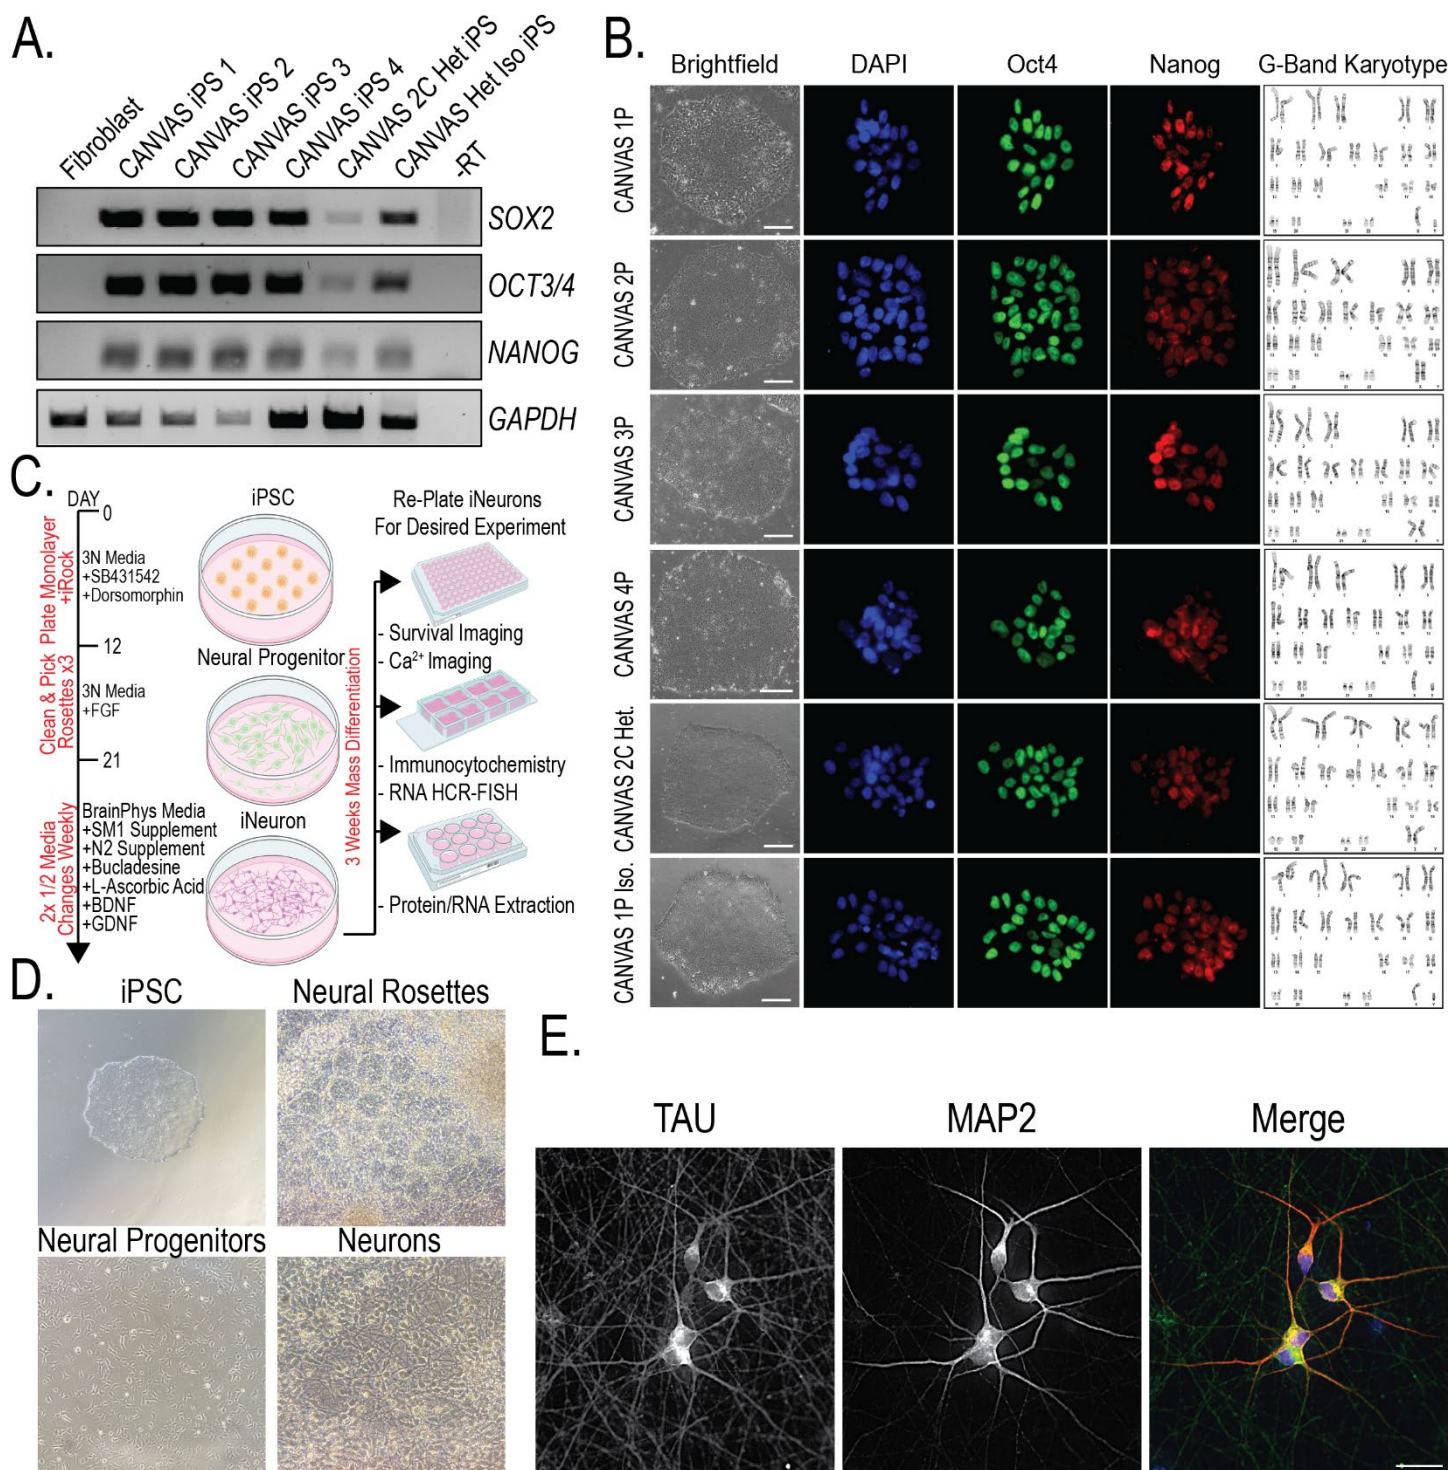 A.
Fibroblast
CANVAS iPS 1
CANVAS iPS 2
CANVAS iPS 3
CANVAS iPS 4
CANVAS 2C Het iPS
CANVAS Het Iso iPS
-RT
SOX2
OCT3/4
NANOG
GAPDH
B.
Brightfield
DAPI
Oct4
Nanog
G-Band Karyotype
CANVAS 1P
CANVAS 2P
CANVAS 3P
CANVAS 4P
CANVAS 2C Het.
CANVAS 1P Iso.
C.
DAY
0
12
21
Plate Monolayer
+iRock
Clean & Pick
Rosettes x3
2x 1/2 Media
Changes Weekly
3N Media
+SB431542
+Dorsomorphin
3N Media
+FGF
BrainPhys Media
+SM1 Supplement
+N2 Supplement
+Bucladesine
+L-Ascorbic Acid
+BDNF
+GDNF
iPSC
Neural Progenitor
iNeuron
3 Weeks Mass Differentiation
Re-Plate iNeurons
For Desired Experiment
- Survival Imaging
- Ca²⁺ Imaging
- Immunocytochemistry
- RNA HCR-FISH
- Protein/RNA Extraction
D.
iPSC
Neural Rosettes
Neural Progenitors
Neurons
E.
TAU
MAP2
Merge